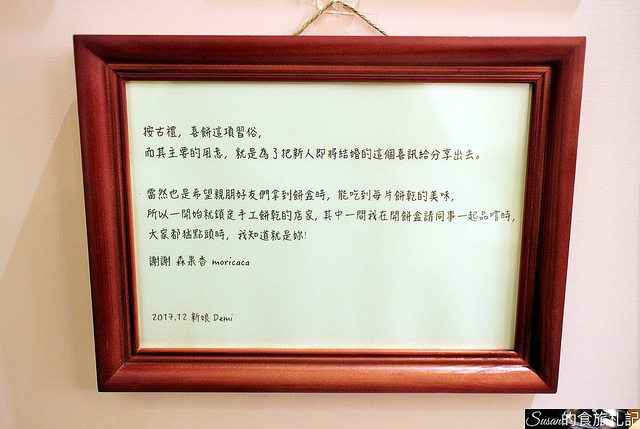 按古禮，喜餅這項習俗，
而其主要的用意，就是為了把新人即將結婚的這個喜訊給分享出去。
當然也是希望親朋好友們拿到餅盒時，能吃到每片餅乾的美味，
所以一開始就鎖定手工餅乾的店家，其中一間我在開餅盒請同事一起品嚐時，
大家都猛點頭時，我知道就是妳!
謝謝 森果香 moricaca
2017.12 新娘 Demi
Susan的食旅札記